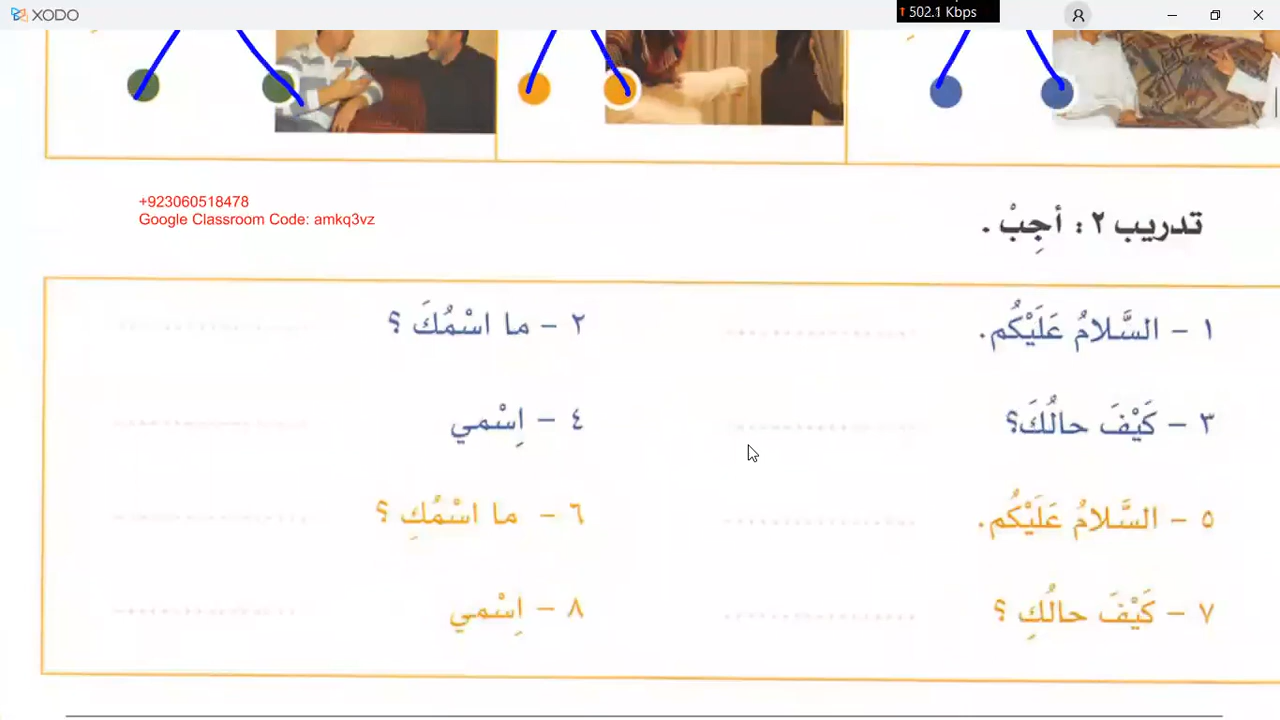 XODO
↑ 502.1 Kbps
+923060518478
Google Classroom Code: amkq3vz
تدريب ٢ : أجِبْ .
١ - السَّلامُ عَلَيْكُم. ....................
٢ - ما اسْمُكَ ؟ ....................
٣ - كَيْفَ حالُكَ؟ ....................
٤ - اِسْمي ....................
٥ - السَّلامُ عَلَيْكُم. ....................
٦ - ما اسْمُكِ ؟ ....................
٧ - كَيْفَ حالُكِ ؟ ....................
٨ - اِسْمي ....................